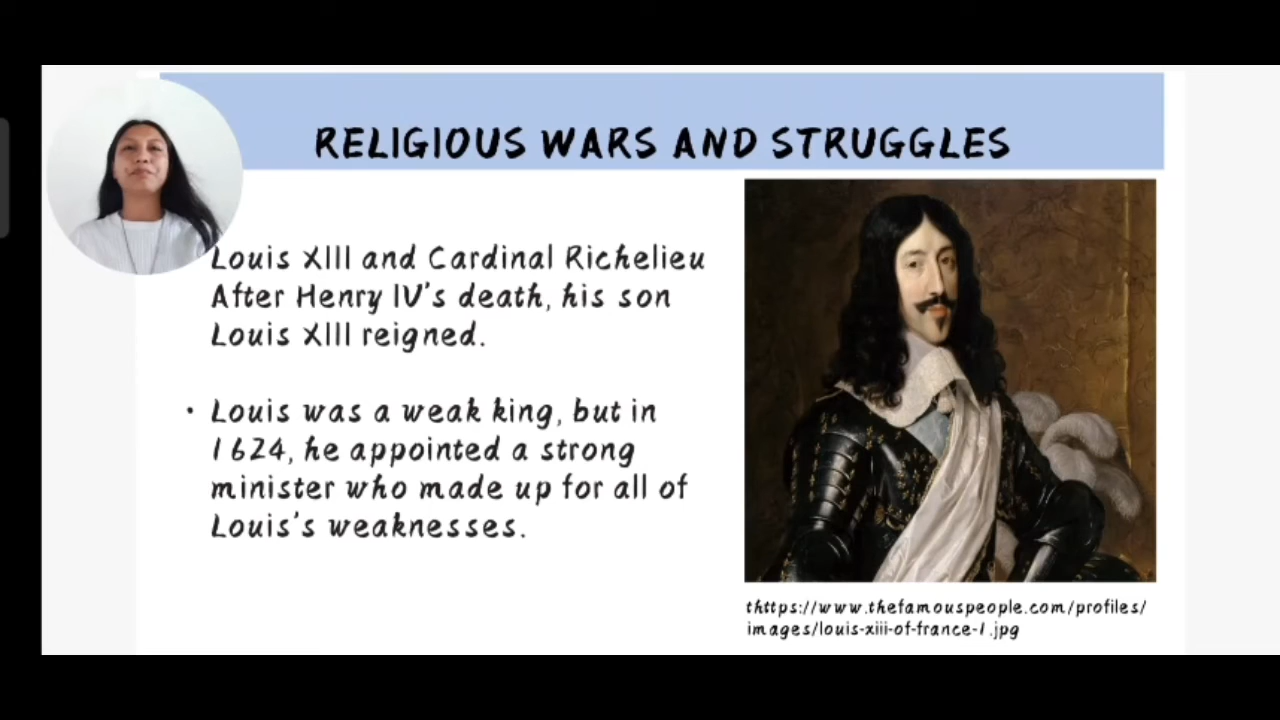 RELIGIOUS WARS AND STRUGGLES
Louis XIII and Cardinal Richelieu
After Henry IV's death, his son
Louis XIII reigned.
• Louis was a weak king, but in
1624, he appointed a strong
minister who made up for all of
Louis's weaknesses.
thttps://www.thefamouspeople.com/profiles/
images/louis-xiii-of-france-1.jpg